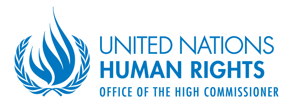 UNITED NATIONS
HUMAN RIGHTS
OFFICE OF THE HIGH COMMISSIONER